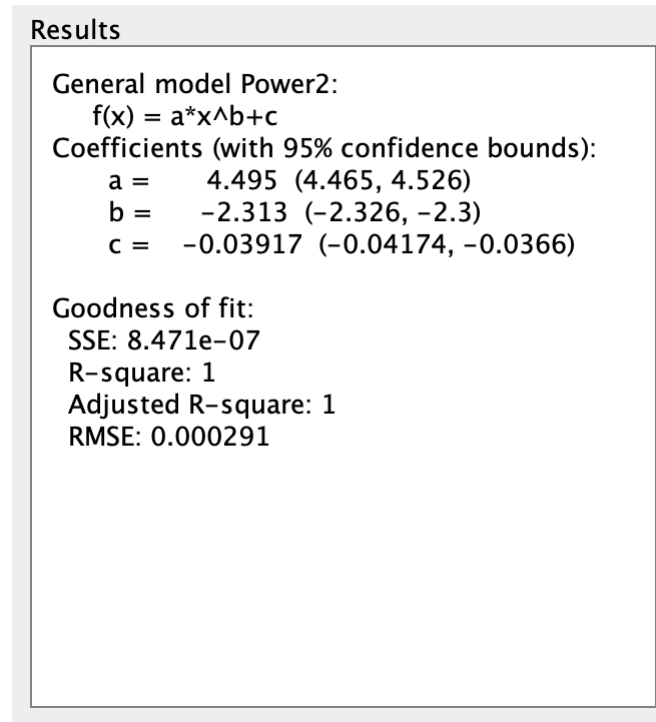 Results
General model Power2:
f(x) = a*x^b+c
Coefficients (with 95% confidence bounds):
a = 4.495 (4.465, 4.526)
b = −2.313 (−2.326, −2.3)
c = −0.03917 (−0.04174, −0.0366)
Goodness of fit:
SSE: 8.471e−07
R−square: 1
Adjusted R−square: 1
RMSE: 0.000291